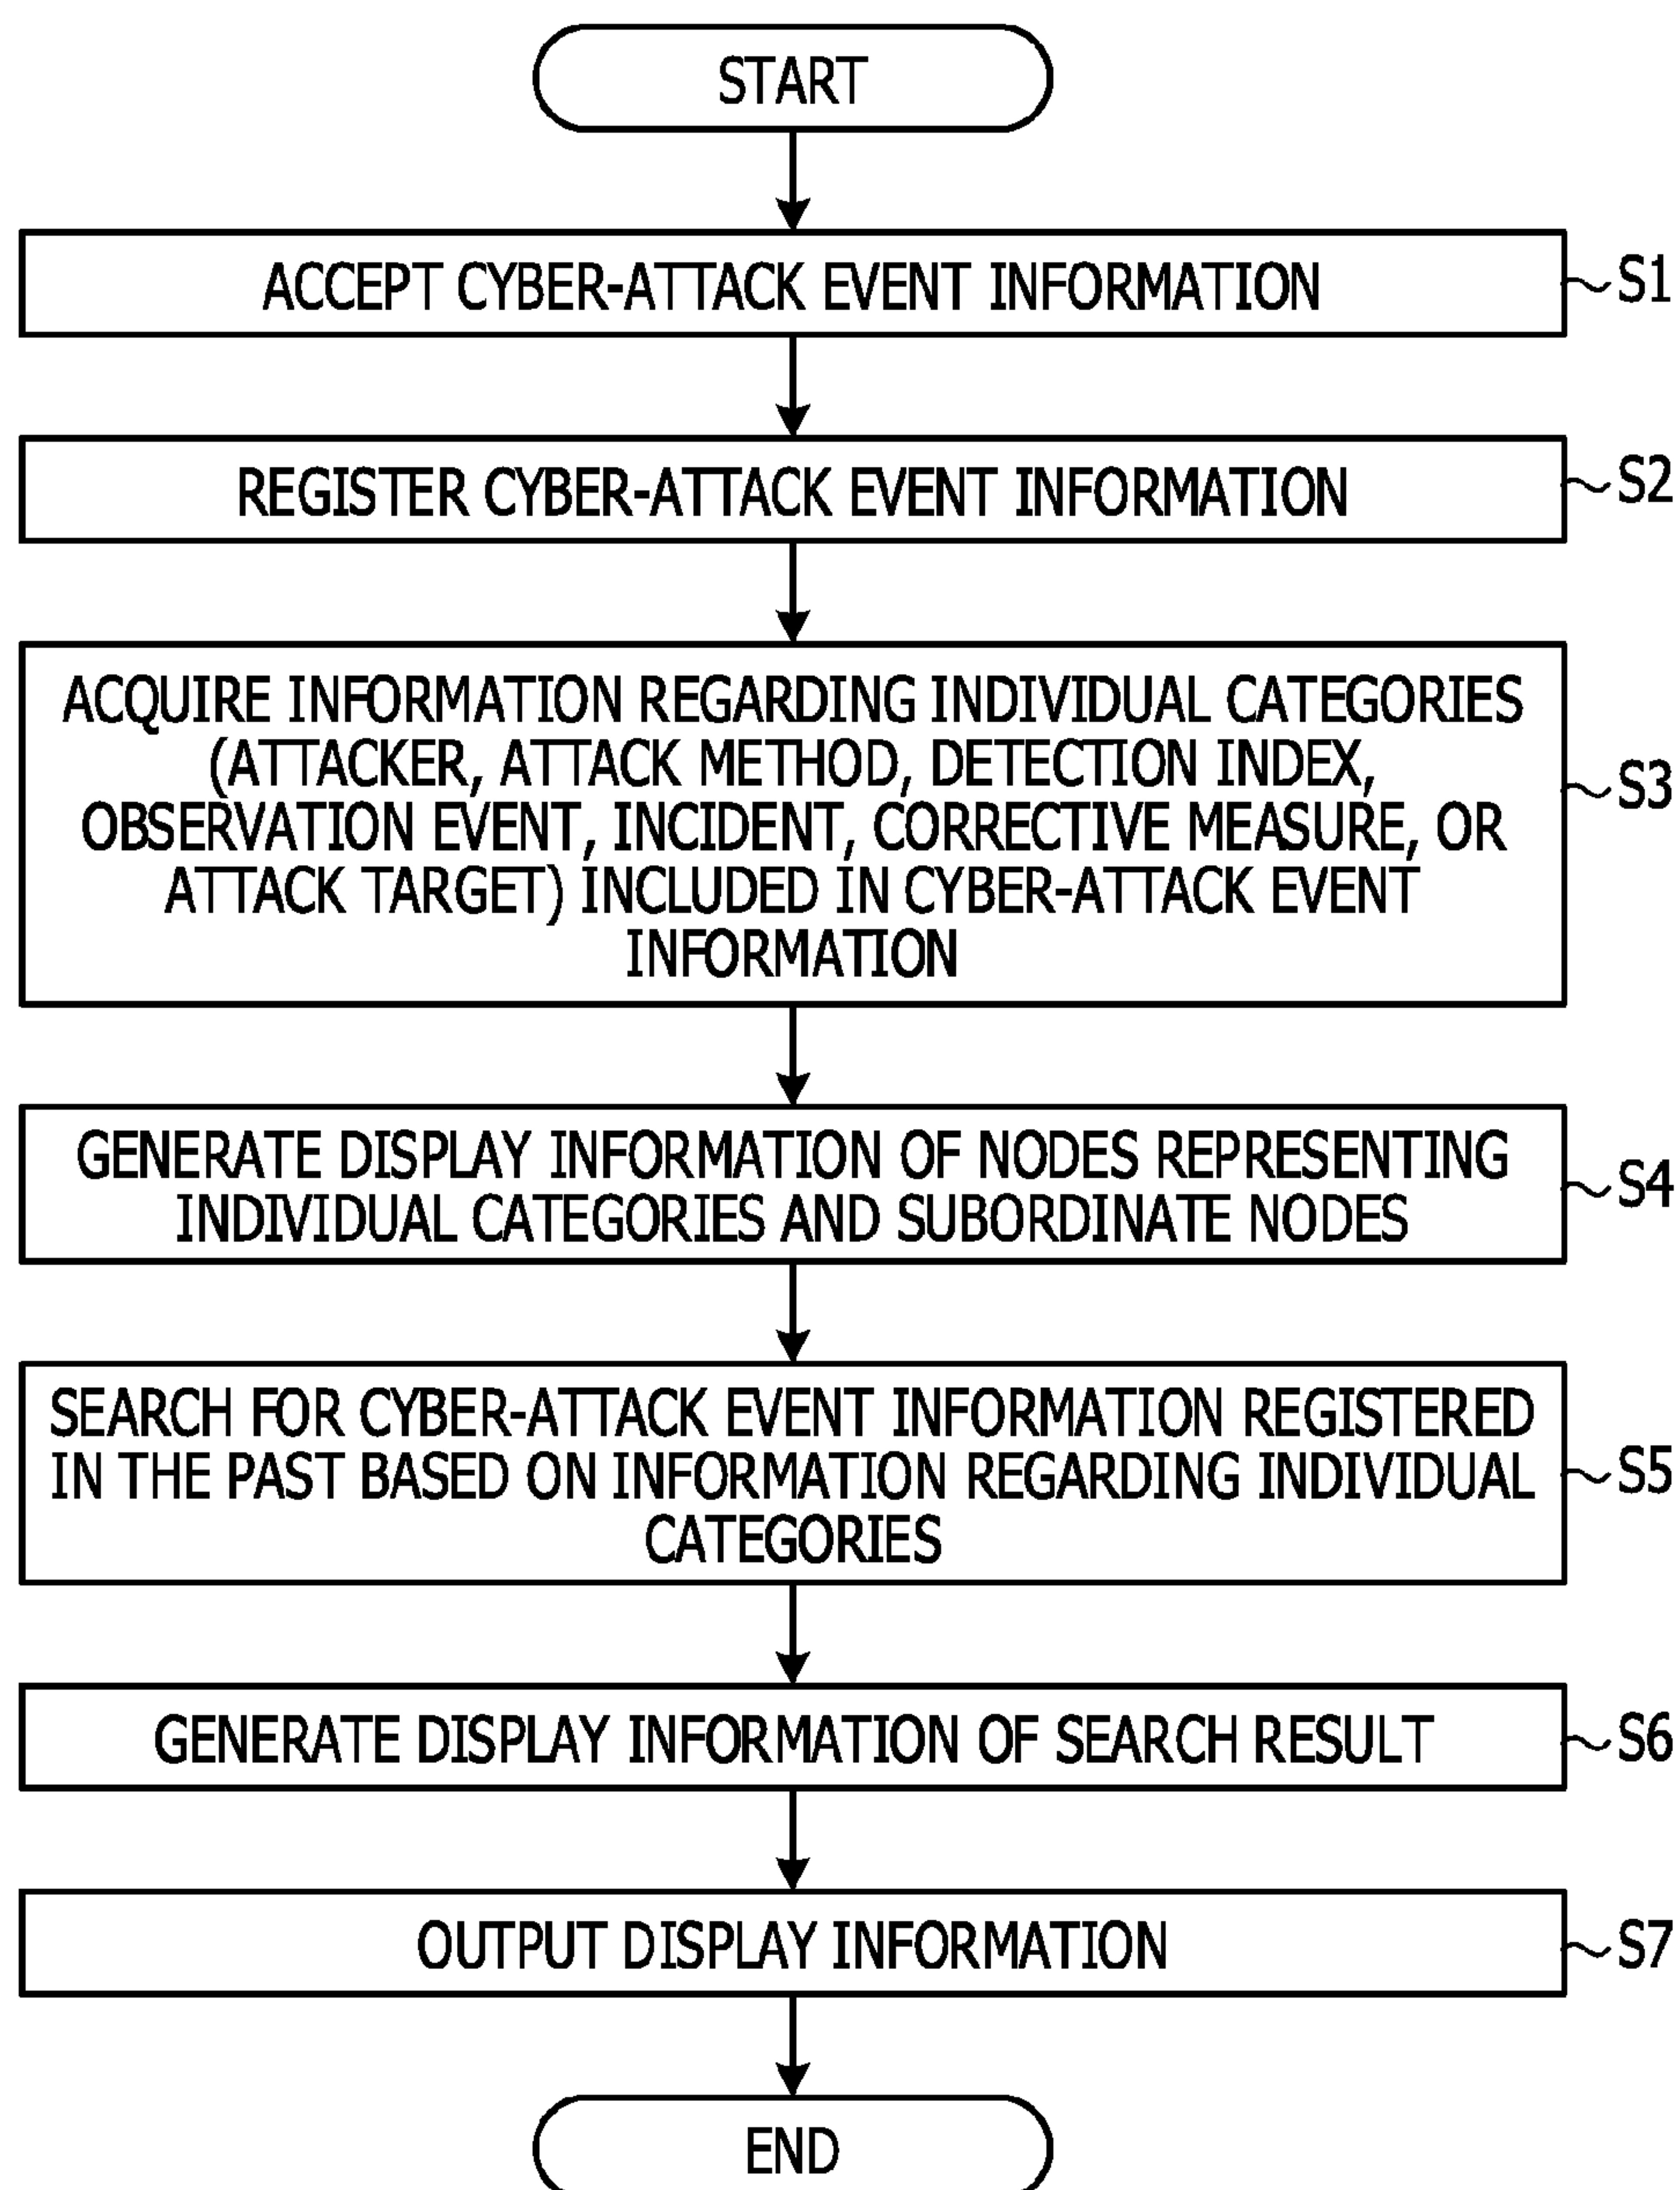 START
ACCEPT CYBER-ATTACK EVENT INFORMATION
S1
REGISTER CYBER-ATTACK EVENT INFORMATION
S2
ACQUIRE INFORMATION REGARDING INDIVIDUAL CATEGORIES
(ATTACKER, ATTACK METHOD, DETECTION INDEX,
OBSERVATION EVENT, INCIDENT, CORRECTIVE MEASURE, OR
ATTACK TARGET) INCLUDED IN CYBER-ATTACK EVENT
INFORMATION
S3
GENERATE DISPLAY INFORMATION OF NODES REPRESENTING
INDIVIDUAL CATEGORIES AND SUBORDINATE NODES
S4
SEARCH FOR CYBER-ATTACK EVENT INFORMATION REGISTERED
IN THE PAST BASED ON INFORMATION REGARDING INDIVIDUAL
CATEGORIES
S5
GENERATE DISPLAY INFORMATION OF SEARCH RESULT
S6
OUTPUT DISPLAY INFORMATION
S7
END